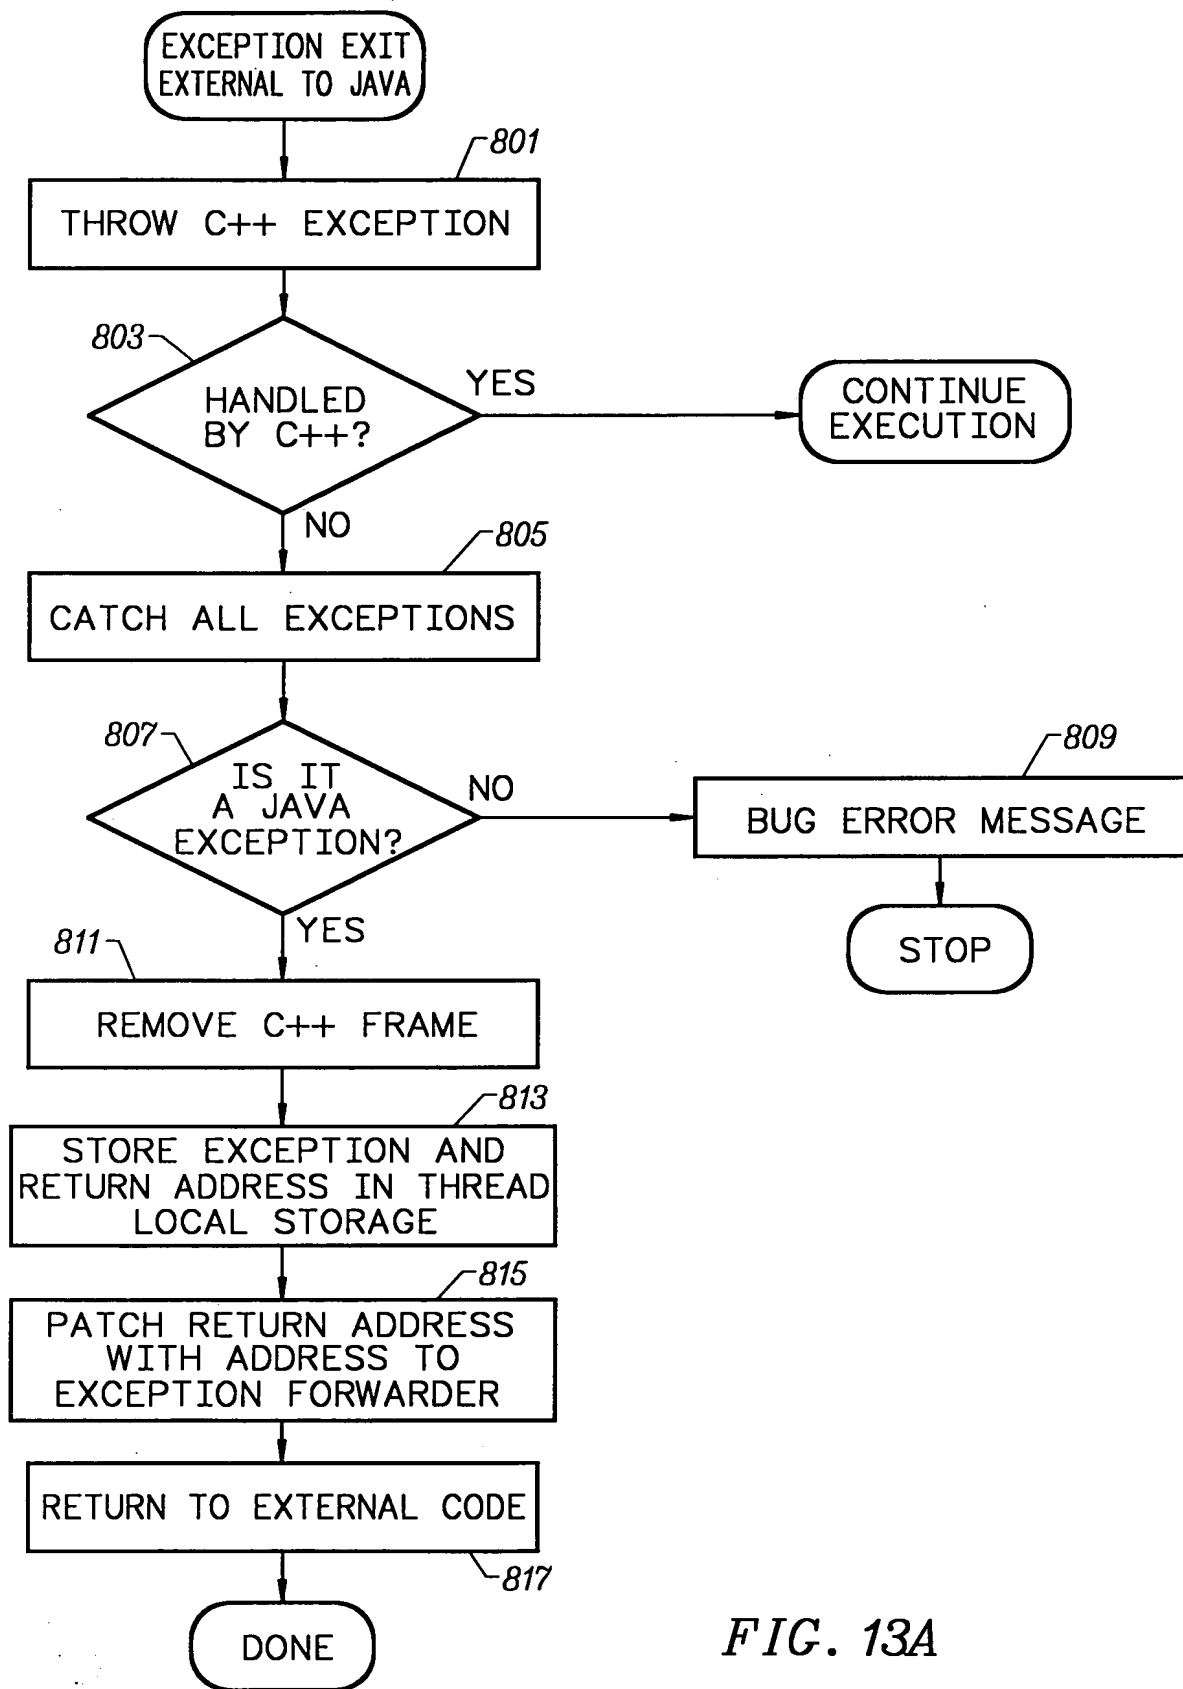 EXCEPTION EXIT
EXTERNAL TO JAVA
801
THROW C++ EXCEPTION
803
HANDLED
BY C++?
YES
CONTINUE
EXECUTION
NO
805
CATCH ALL EXCEPTIONS
807
IS IT
A JAVA
EXCEPTION?
NO
809
BUG ERROR MESSAGE
STOP
YES
811
REMOVE C++ FRAME
813
STORE EXCEPTION AND
RETURN ADDRESS IN THREAD
LOCAL STORAGE
815
PATCH RETURN ADDRESS
WITH ADDRESS TO
EXCEPTION FORWARDER
RETURN TO EXTERNAL CODE
817
DONE
FIG. 13A